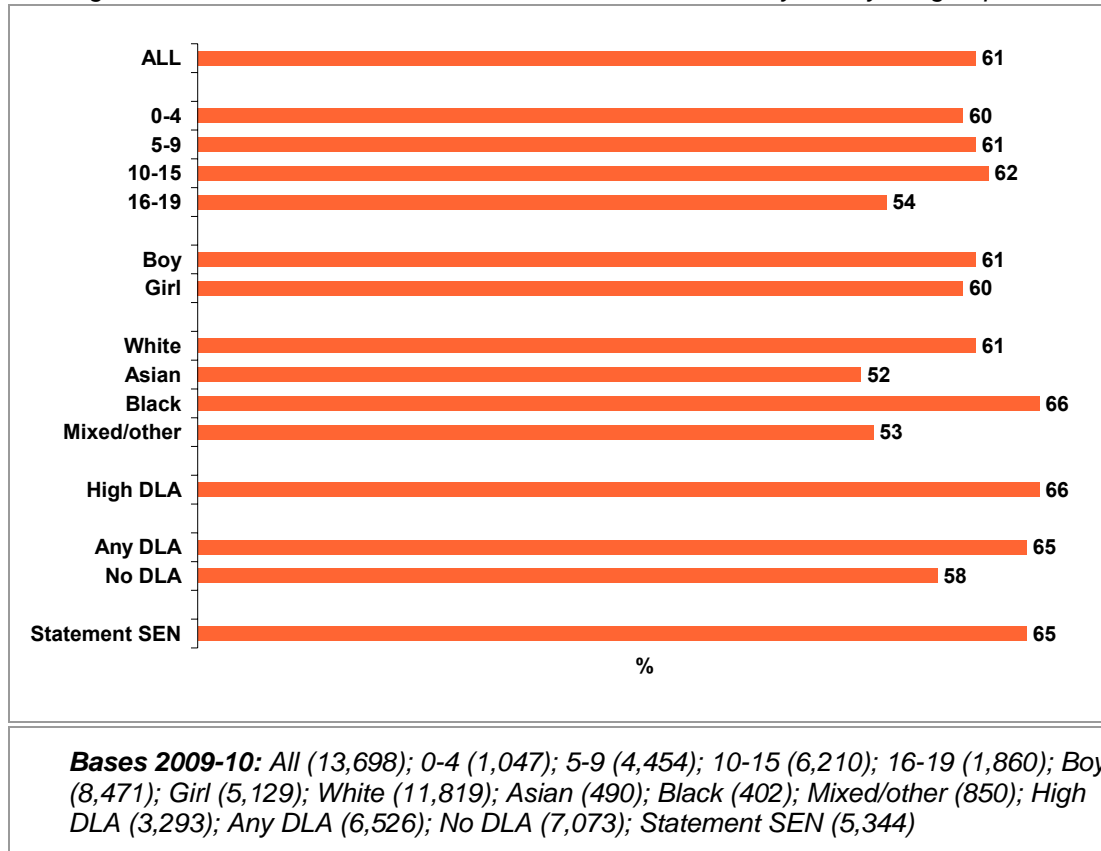 ALL 61
0-4 60
5-9 61
10-15 62
16-19 54
Boy 61
Girl 60
White 61
Asian 52
Black 66
Mixed/other 53
High DLA 66
Any DLA 65
No DLA 58
Statement SEN 65
%
Bases 2009-10: All (13,698); 0-4 (1,047); 5-9 (4,454); 10-15 (6,210); 16-19 (1,860); Boy
(8,471); Girl (5,129); White (11,819); Asian (490); Black (402); Mixed/other (850); High
DLA (3,293); Any DLA (6,526); No DLA (7,073); Statement SEN (5,344)